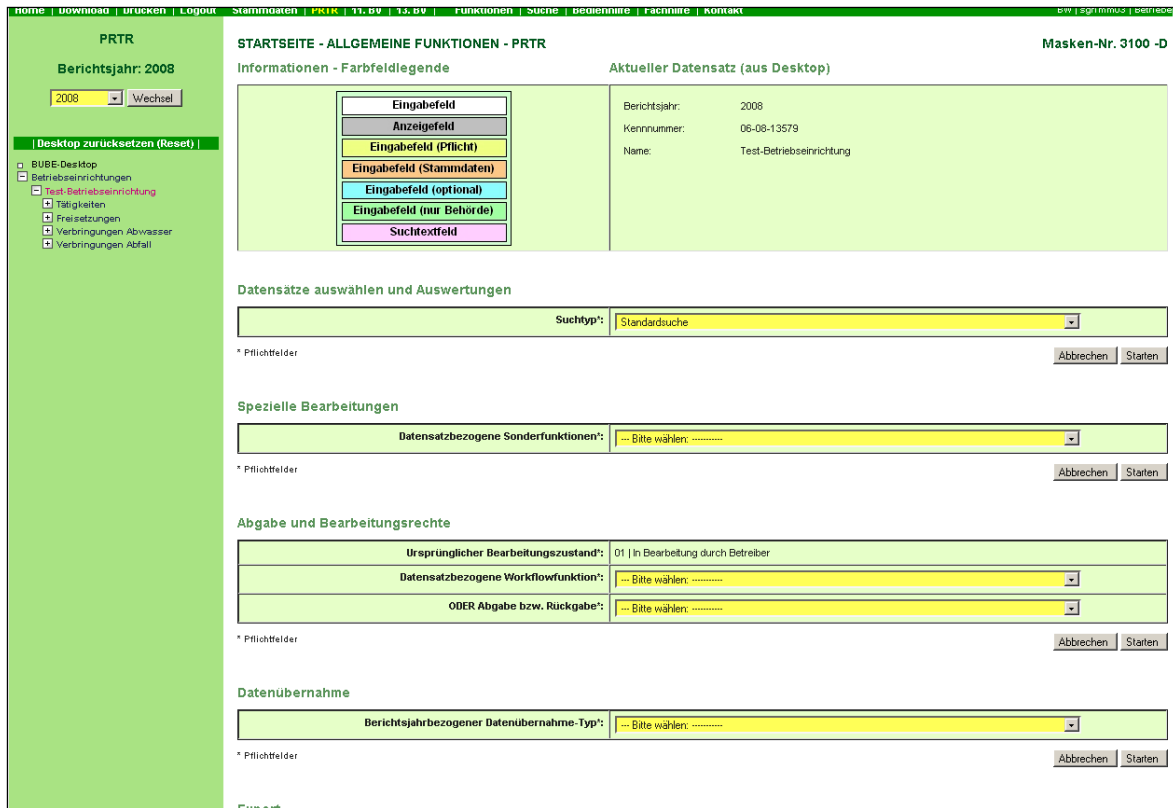 Home | Download | Drucken | Logout Stammdaten | PRTR | 11. BV | 13. BV | Funktionen | Suche | Bedienhilfe | Fachhilfe | Kontakt BW | sgrimm03 | Betreibe
PRTR
Berichtsjahr: 2008
2008 Wechsel
| Desktop zurücksetzen (Reset) |
BUBE-Desktop
Betriebseinrichtungen
Test-Betriebseinrichtung
Tätigkeiten
Freisetzungen
Verbringungen Abwasser
Verbringungen Abfall
STARTSEITE - ALLGEMEINE FUNKTIONEN - PRTR Masken-Nr. 3100 -D
Informationen - Farbfeldlegende
Eingabefeld
Anzeigefeld
Eingabefeld (Pflicht)
Eingabefeld (Stammdaten)
Eingabefeld (optional)
Eingabefeld (nur Behörde)
Suchtextfeld
Aktueller Datensatz (aus Desktop)
Berichtsjahr: 2008
Kennnummer: 06-08-13579
Name: Test-Betriebseinrichtung
Datensätze auswählen und Auswertungen
Suchtyp*: Standardsuche
* Pflichtfelder Abbrechen Starten
Spezielle Bearbeitungen
Datensatzbezogene Sonderfunktionen*: --- Bitte wählen: ----------
* Pflichtfelder Abbrechen Starten
Abgabe und Bearbeitungsrechte
Ursprünglicher Bearbeitungszustand*: 01 | In Bearbeitung durch Betreiber
Datensatzbezogene Workflowfunktion*: --- Bitte wählen: ----------
ODER Abgabe bzw. Rückgabe*: --- Bitte wählen: ----------
* Pflichtfelder Abbrechen Starten
Datenübernahme
Berichtsjahrbezogener Datenübernahme-Typ*: --- Bitte wählen: ----------
* Pflichtfelder Abbrechen Starten
Export